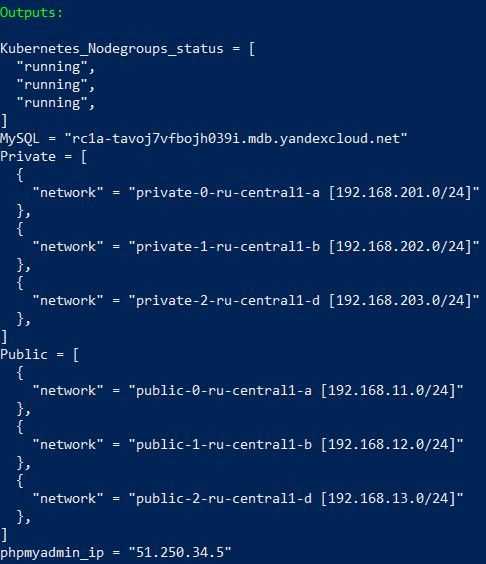 Outputs:
Kubernetes_Nodegroups_status = [
  "running",
  "running",
  "running",
]
MySQL = "rc1a-tavoj7vfbojh039i.mdb.yandexcloud.net"
Private = [
  {
    "network" = "private-0-ru-central1-a [192.168.201.0/24]"
  },
  {
    "network" = "private-1-ru-central1-b [192.168.202.0/24]"
  },
  {
    "network" = "private-2-ru-central1-d [192.168.203.0/24]"
  },
]
Public = [
  {
    "network" = "public-0-ru-central1-a [192.168.11.0/24]"
  },
  {
    "network" = "public-1-ru-central1-b [192.168.12.0/24]"
  },
  {
    "network" = "public-2-ru-central1-d [192.168.13.0/24]"
  },
]
phpmyadmin_ip = "51.250.34.5"